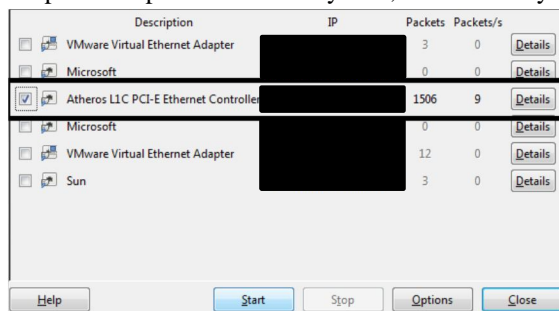 Description IP Packets Packets/s
VMware Virtual Ethernet Adapter 3 0 Details
Microsoft 0 0 Details
Atheros L1C PCI-E Ethernet Controller 1506 9 Details
Microsoft 0 0 Details
VMware Virtual Ethernet Adapter 12 0 Details
Sun 3 0 Details
Help Start Stop Options Close